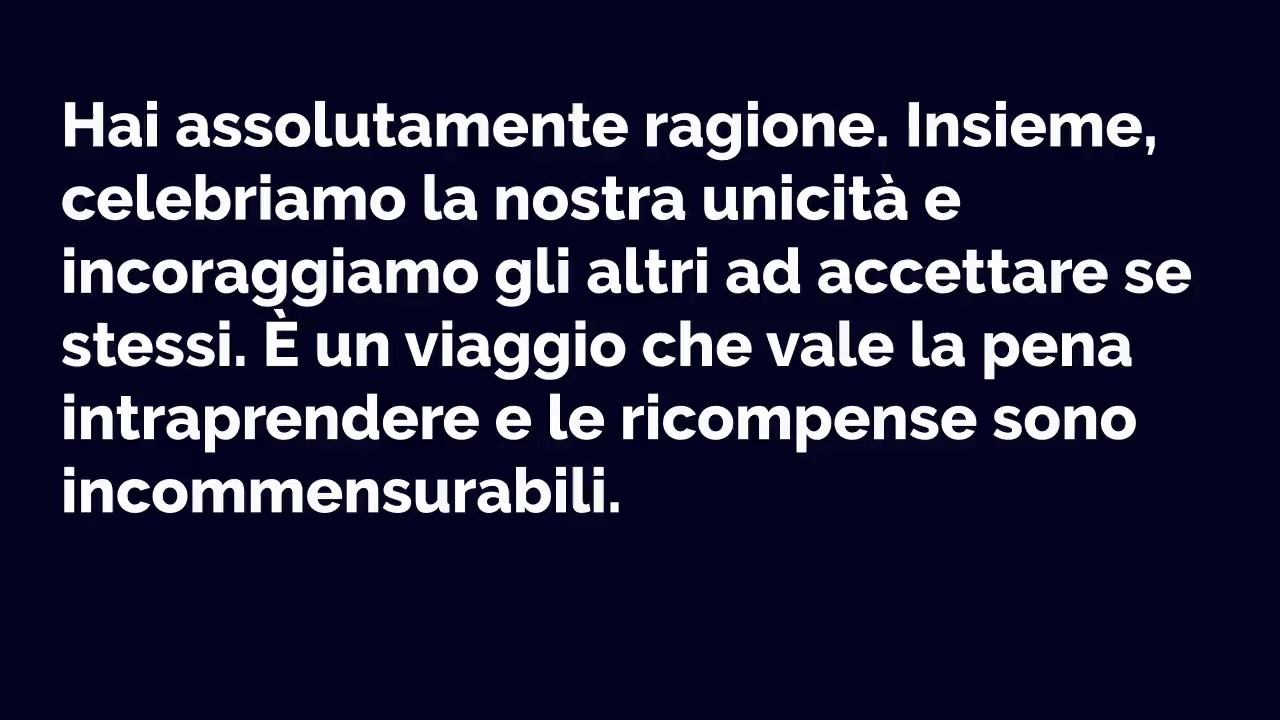 Hai assolutamente ragione. Insieme,
celebriamo la nostra unicità e
incoraggiamo gli altri ad accettare se
stessi. È un viaggio che vale la pena
intraprendere e le ricompense sono
incommensurabili.